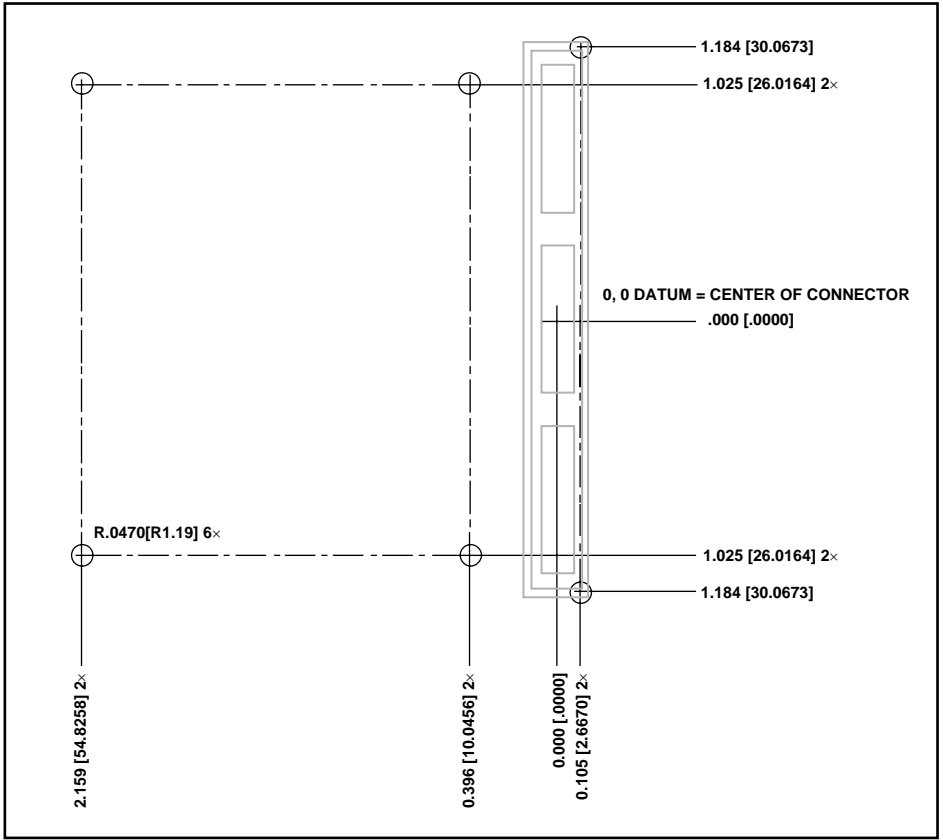 1.184 [30.0673]
1.025 [26.0164] 2×
0, 0 DATUM = CENTER OF CONNECTOR
.000 [.0000]
R.0470[R1.19] 6×
1.025 [26.0164] 2×
1.184 [30.0673]
2.159 [54.8258] 2×
0.396 [10.0456] 2×
0.000 [.0000]
0.105 [2.6670] 2×